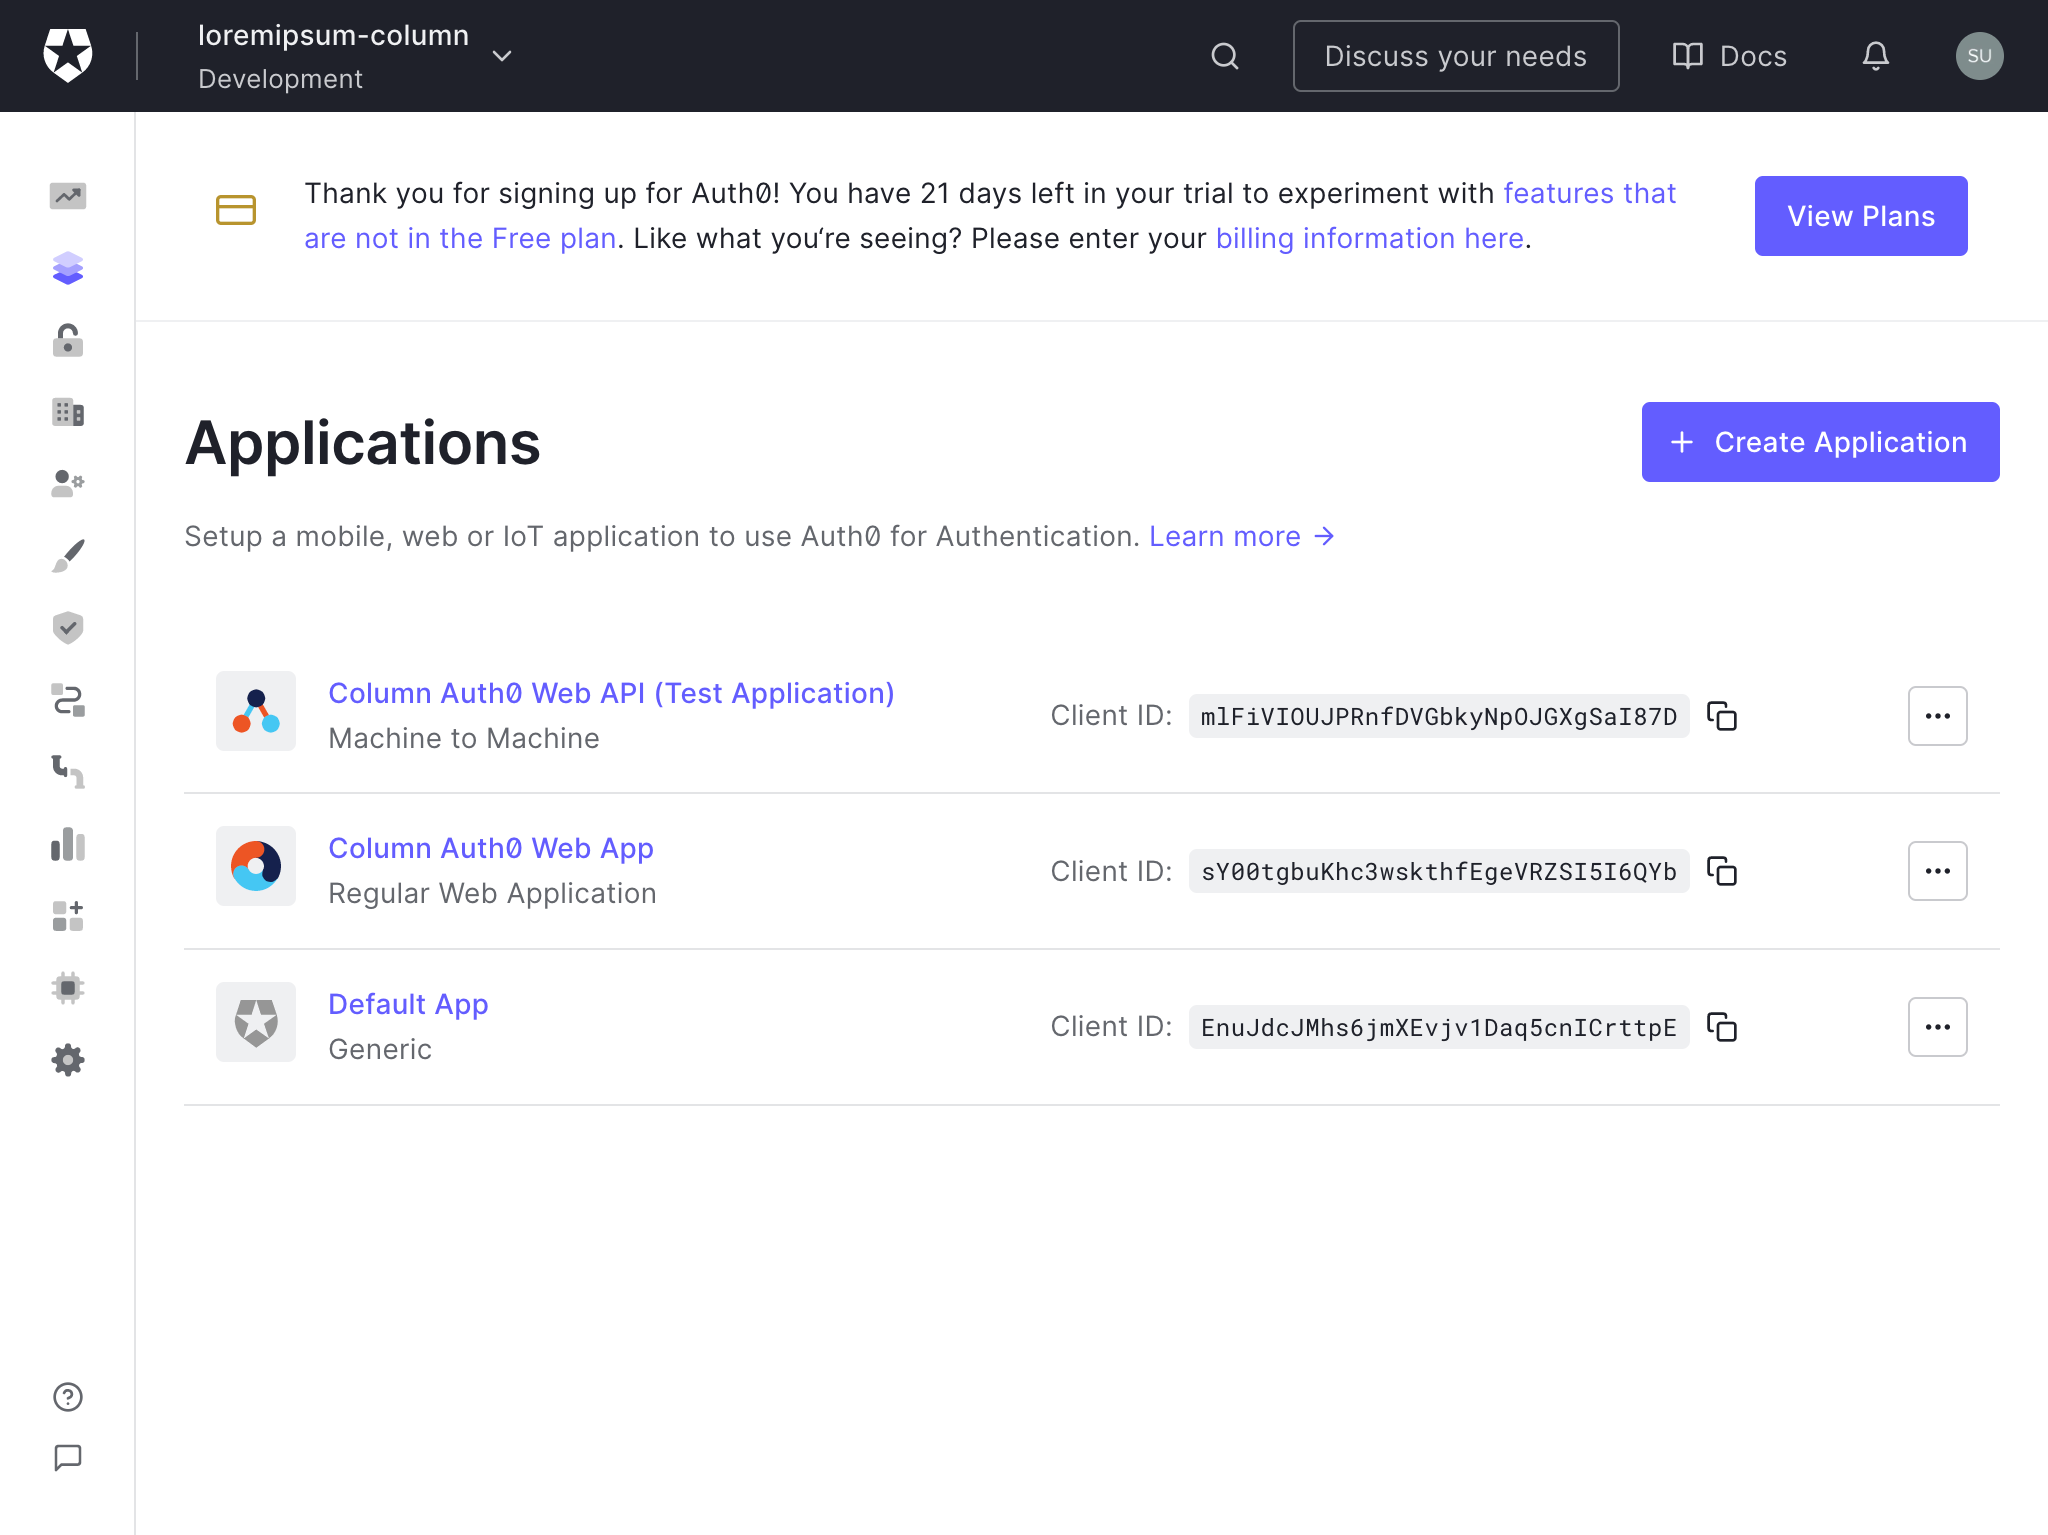 loremipsum-column
Development
Discuss your needs
Docs
SU
Thank you for signing up for Auth0! You have 21 days left in your trial to experiment with features that
are not in the Free plan. Like what you‘re seeing? Please enter your billing information here.
View Plans
Applications
Create Application
Setup a mobile, web or IoT application to use Auth0 for Authentication. Learn more →
Column Auth0 Web API (Test Application)
Machine to Machine
Client ID: mlFiVIOUJPRnfDVGbkyNpOJGXgSaI87D
Column Auth0 Web App
Regular Web Application
Client ID: sY00tgbuKhc3wskthfEgeVRZSI5I6QYb
Default App
Generic
Client ID: EnuJdcJMhs6jmXEvjv1Daq5cnICrttpE